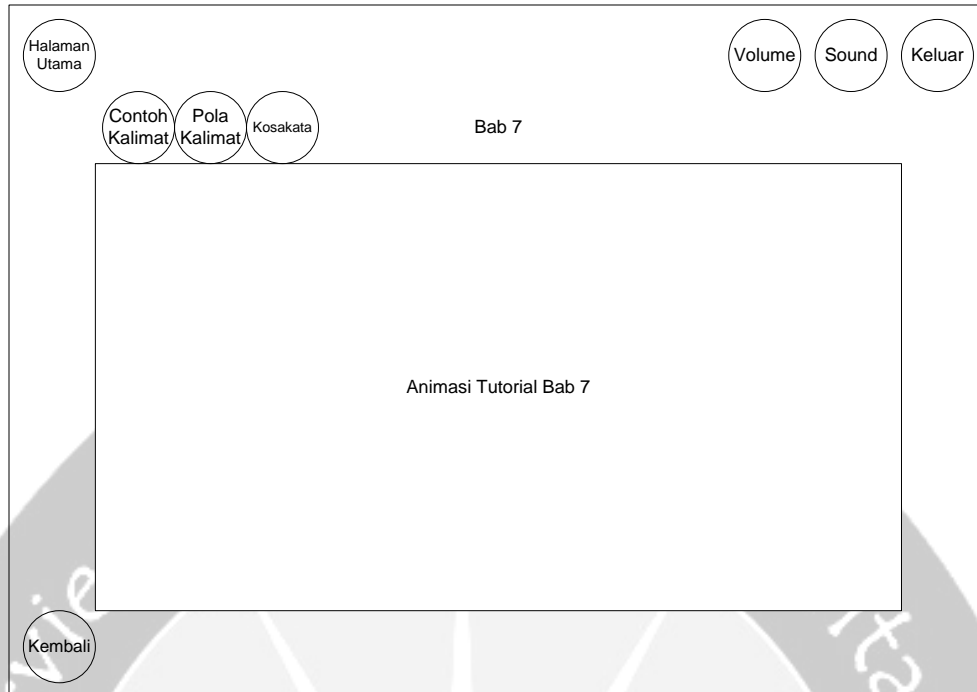 Halaman
Utama
Volume
Sound
Keluar
Contoh
Kalimat
Pola
Kalimat
Kosakata
Bab 7
Animasi Tutorial Bab 7
Kembali